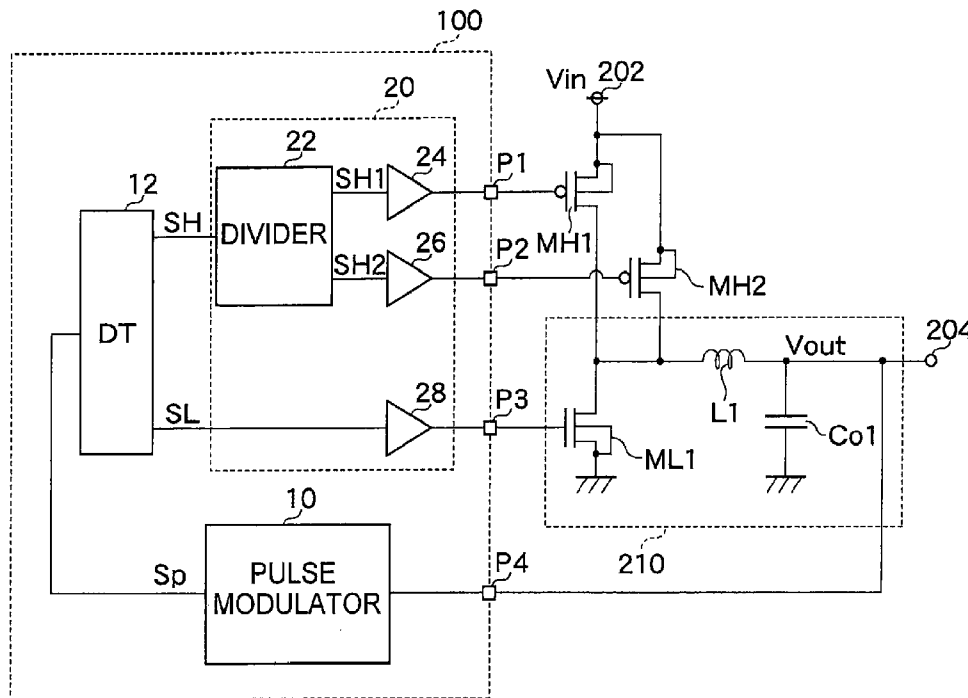 100
202
Vin
20
22
SH1
24
P1
12
SH
DIVIDER
MH1
26
P2
SH2
MH2
DT
204
Vout
28
P3
L1
SL
Co1
ML1
10
P4
210
Sp
PULSE
MODULATOR